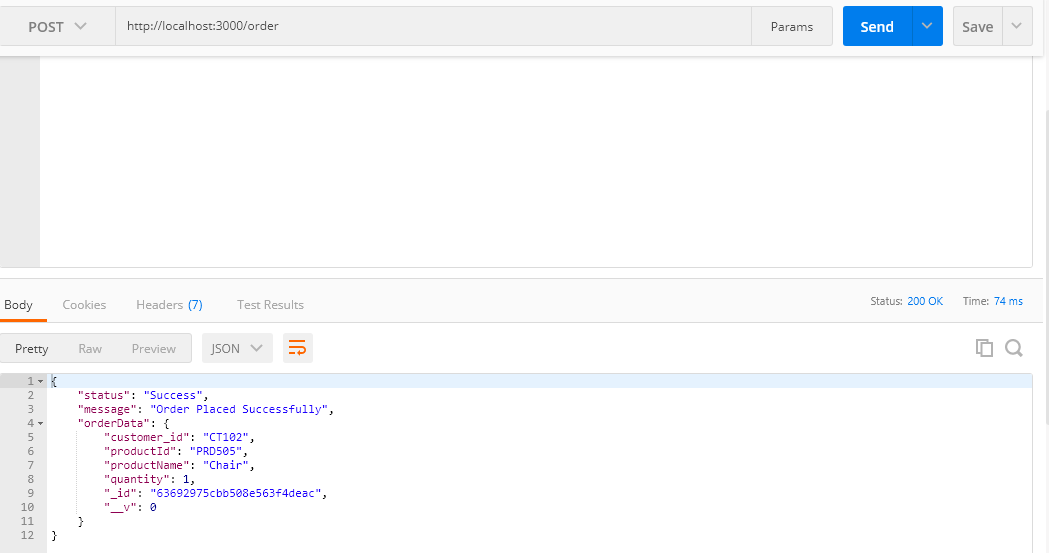 POST http://localhost:3000/order Params Send Save
Body Cookies Headers (7) Test Results Status: 200 OK Time: 74 ms
Pretty Raw Preview JSON
1 {
2 "status": "Success",
3 "message": "Order Placed Successfully",
4 "orderData": {
5 "customer_id": "CT102",
6 "productId": "PRD505",
7 "productName": "Chair",
8 "quantity": 1,
9 "_id": "63692975cbb508e563f4deac",
10 "__v": 0
11 }
12 }